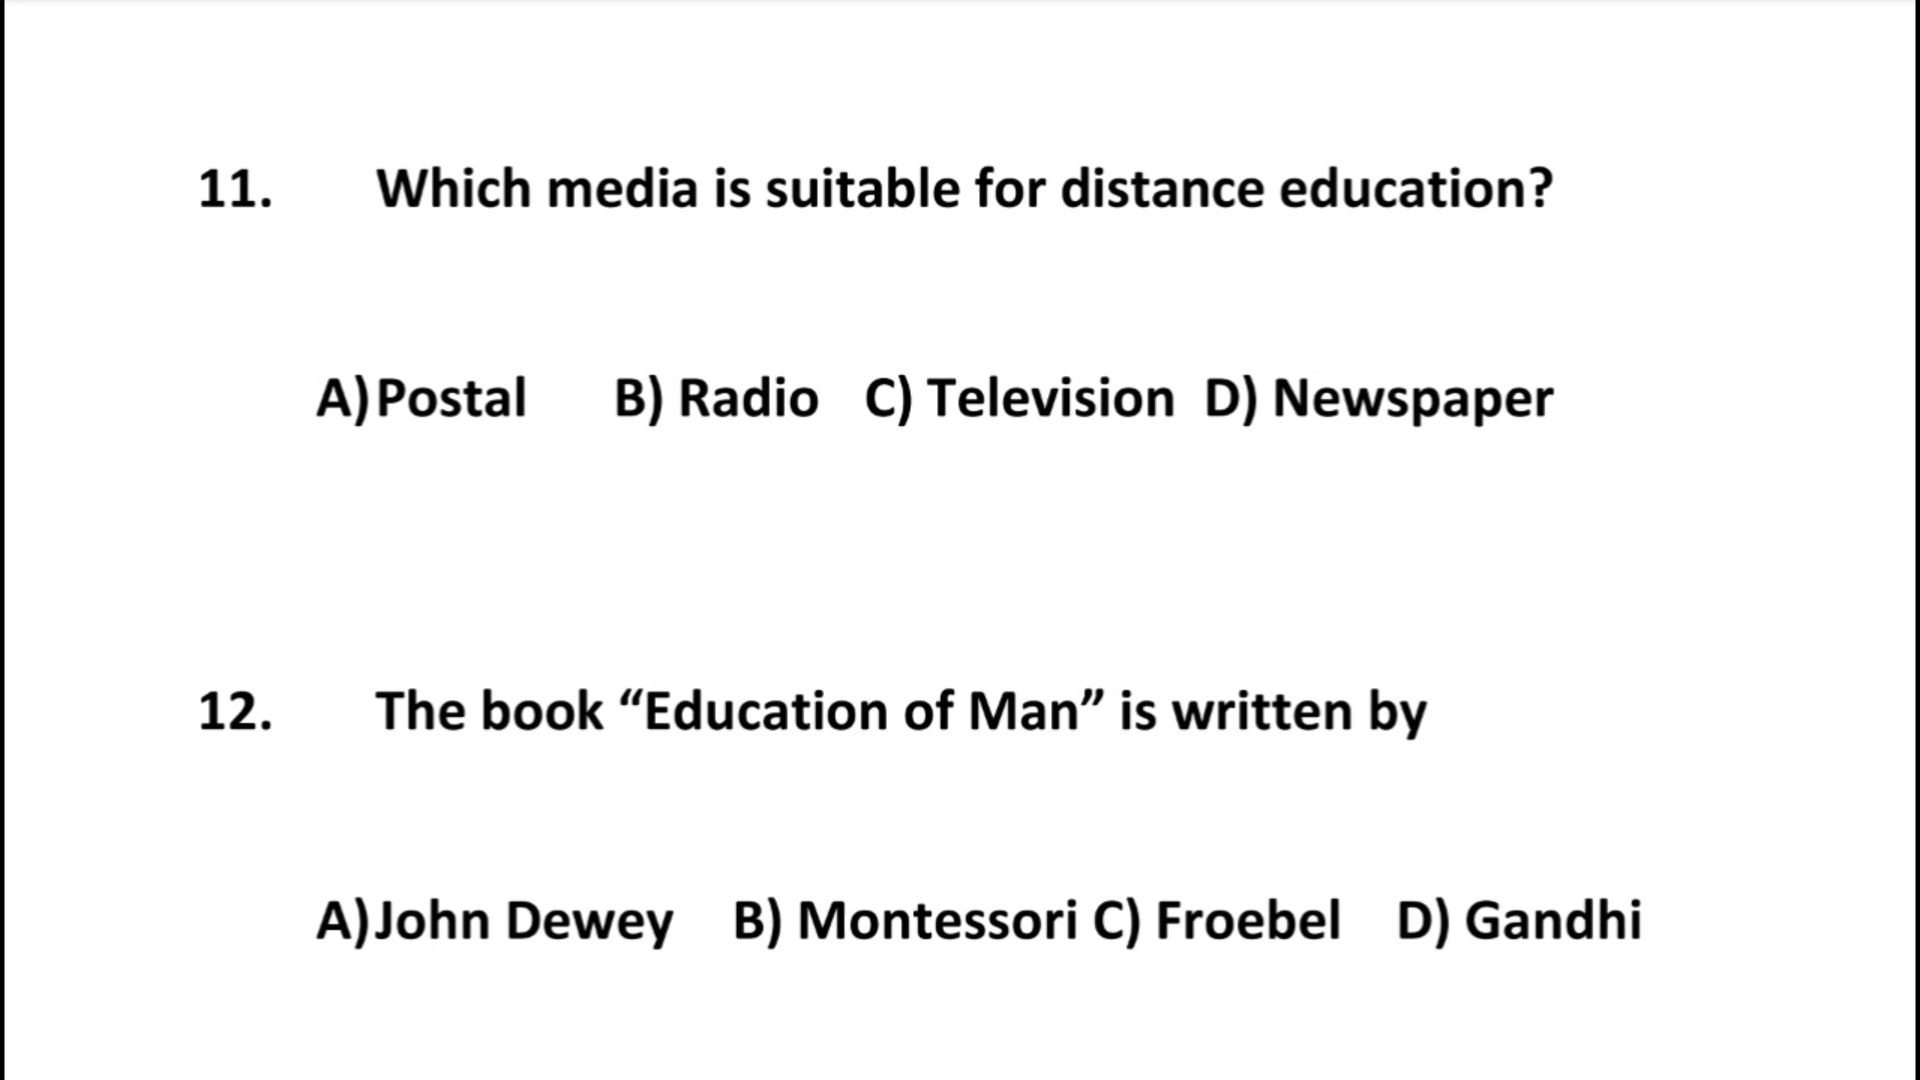 11. Which media is suitable for distance education?
A) Postal B) Radio C) Television D) Newspaper
12. The book “Education of Man” is written by
A) John Dewey B) Montessori C) Froebel D) Gandhi